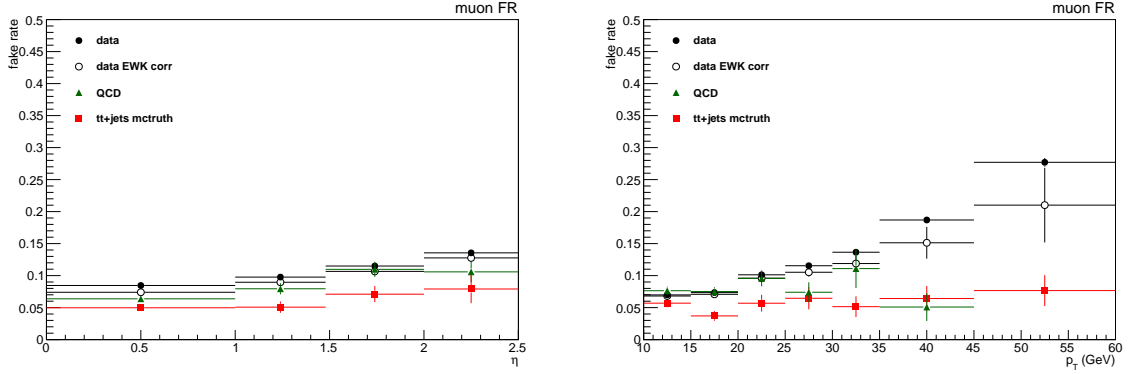 muon FR
fake rate
0.5
0.45
0.4
0.35
0.3
0.25
0.2
0.15
0.1
0.05
0
data
data EWK corr
QCD
tt+jets mctruth
0 0.5 1 1.5 2 2.5
η
muon FR
fake rate
0.5
0.45
0.4
0.35
0.3
0.25
0.2
0.15
0.1
0.05
0
data
data EWK corr
QCD
tt+jets mctruth
10 15 20 25 30 35 40 45 50 55 60
p_T (GeV)